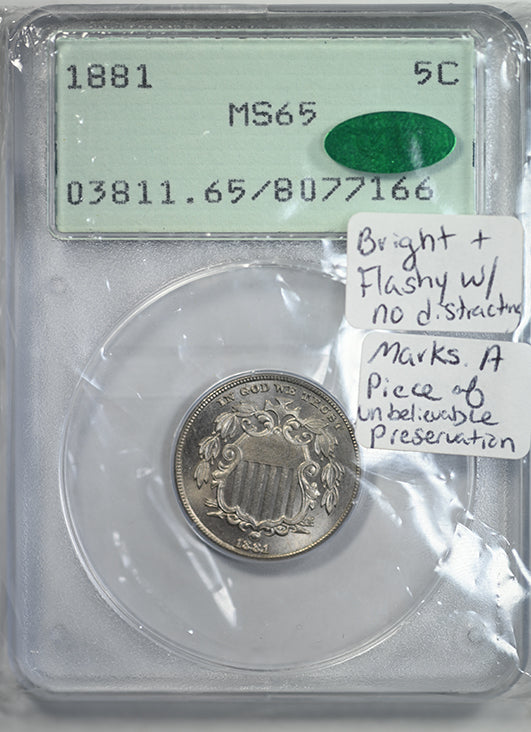 1881 5C
MS65
03811.65/8077166
Bright +
Flashy w/
no distracting
Marks. A
Piece of
unbelievable
Preservation
IN GOD WE TRUST
1881